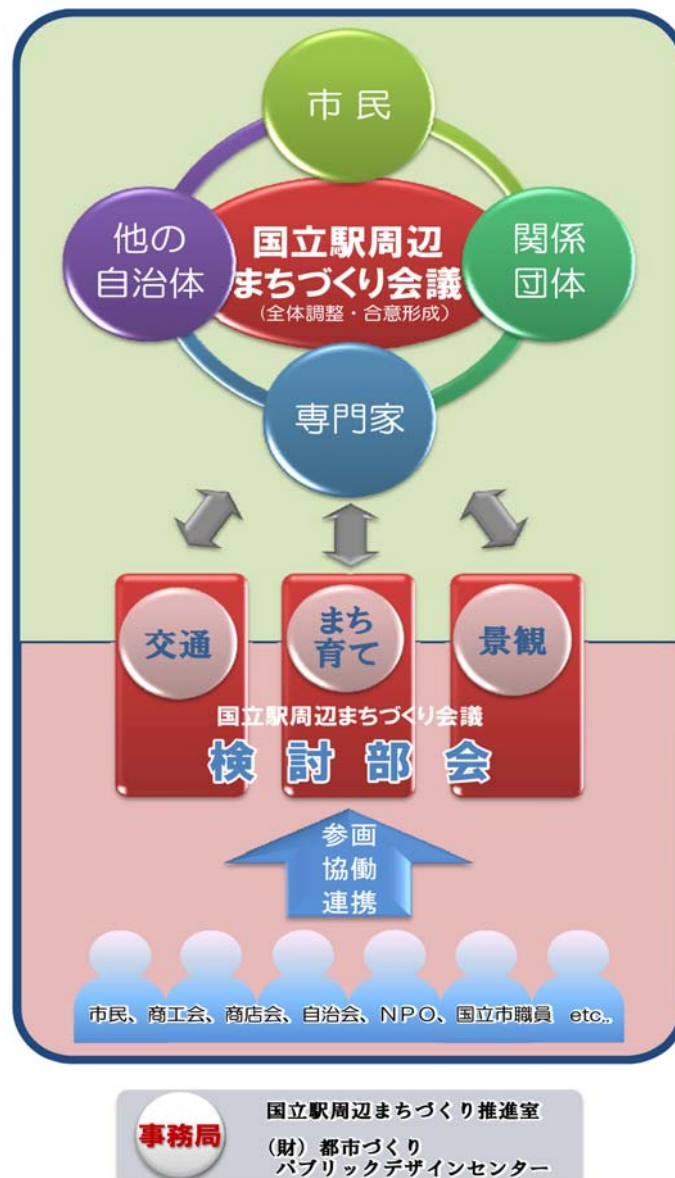 市民
他の
自治体
国立駅周辺
まちづくり会議
(全体調整・合意形成)
関係
団体
専門家
交通
まち
育て
景観
国立駅周辺まちづくり会議
検討部会
参画
協働
連携
市民、商工会、商店会、自治会、NPO、国立市職員 etc..
事務局
国立駅周辺まちづくり推進室
(財)都市づくり
パブリックデザインセンター